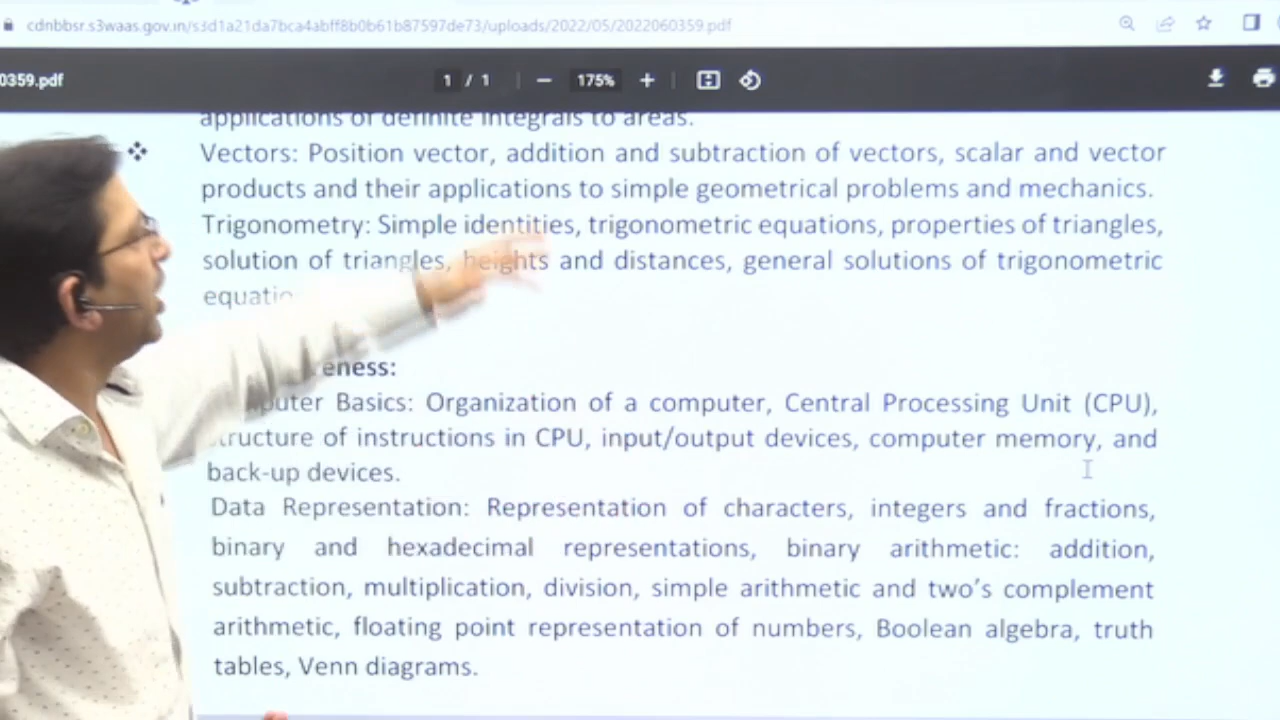 cdnbbsr.s3waas.gov.in/s3d1a21da7bca4abff8b0b61b87597de73/uploads/2022/05/2022060359.pdf
0359.pdf
1 / 1
175%
applications of definite integrals to areas.
❖ Vectors: Position vector, addition and subtraction of vectors, scalar and vector
products and their applications to simple geometrical problems and mechanics.
Trigonometry: Simple identities, trigonometric equations, properties of triangles,
solution of triangles, heights and distances, general solutions of trigonometric
equatio
eness:
puter Basics: Organization of a computer, Central Processing Unit (CPU),
structure of instructions in CPU, input/output devices, computer memory, and
back-up devices.
Data Representation: Representation of characters, integers and fractions,
binary and hexadecimal representations, binary arithmetic: addition,
subtraction, multiplication, division, simple arithmetic and two's complement
arithmetic, floating point representation of numbers, Boolean algebra, truth
tables, Venn diagrams.